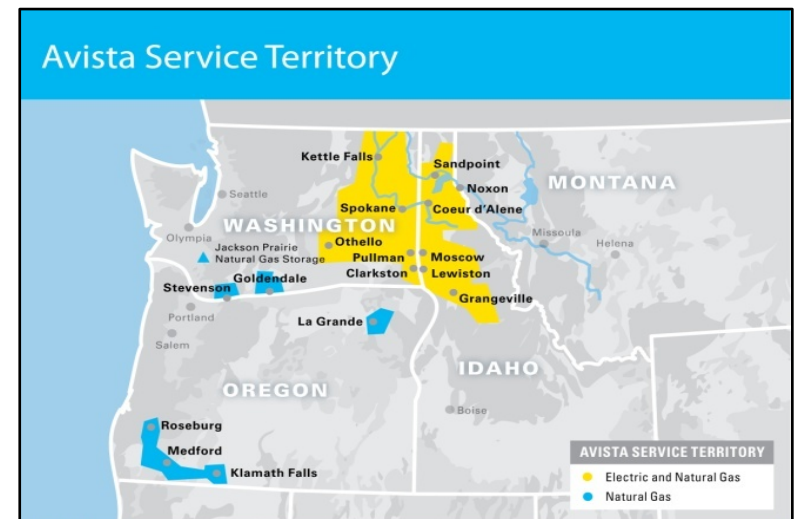 Avista Service Territory
Kettle Falls
Sandpoint
Noxon
MONTANA
Seattle
Spokane
Coeur d'Alene
WASHINGTON
Olympia
Othello
Missoula
Helena
Jackson Prairie
Natural Gas Storage
Pullman
Moscow
Clarkston
Lewiston
Goldendale
Stevenson
Grangeville
Portland
La Grande
Salem
IDAHO
OREGON
Boise
Roseburg
Medford
Klamath Falls
AVISTA SERVICE TERRITORY
Electric and Natural Gas
Natural Gas